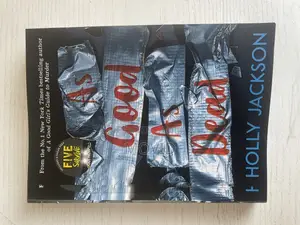 From the No. 1 New York Times bestselling author
of A Good Girl's Guide to Murder
As
Good
As
Dead
HOLLY JACKSON
FIVE